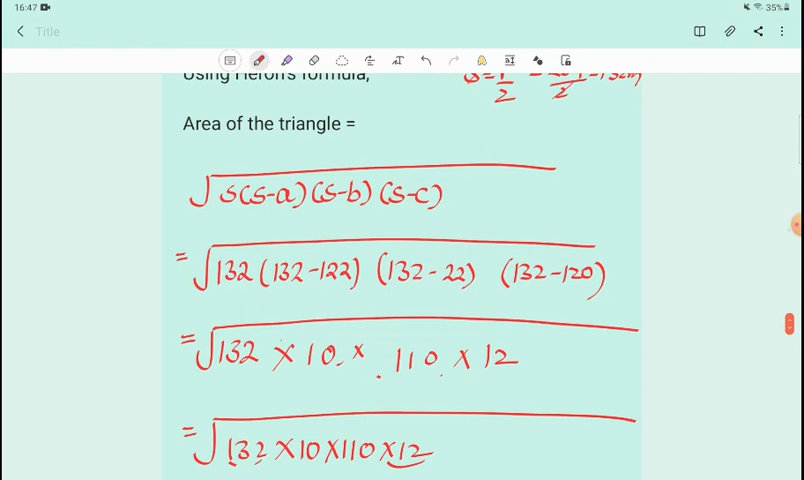 16:47
35%
Title
Using Heron's formula,
Area of the triangle =
√s(s-a)(s-b)(s-c)
= √132(132-122) (132-22) (132-120)
= √132 × 10 × 110 × 12
= √132×10×110×12